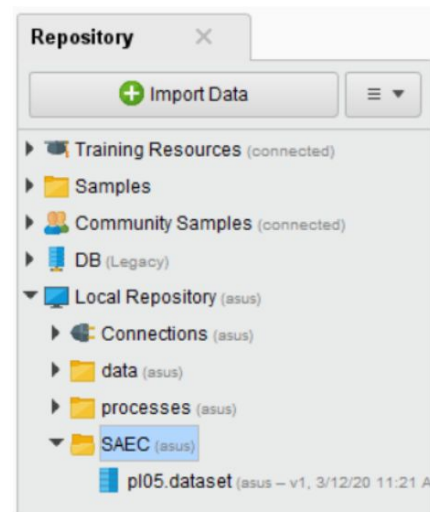 Repository
Import Data
Training Resources (connected)
Samples
Community Samples (connected)
DB (Legacy)
Local Repository (asus)
Connections (asus)
data (asus)
processes (asus)
SAEC (asus)
pl05.dataset (asus – v1, 3/12/20 11:21 A